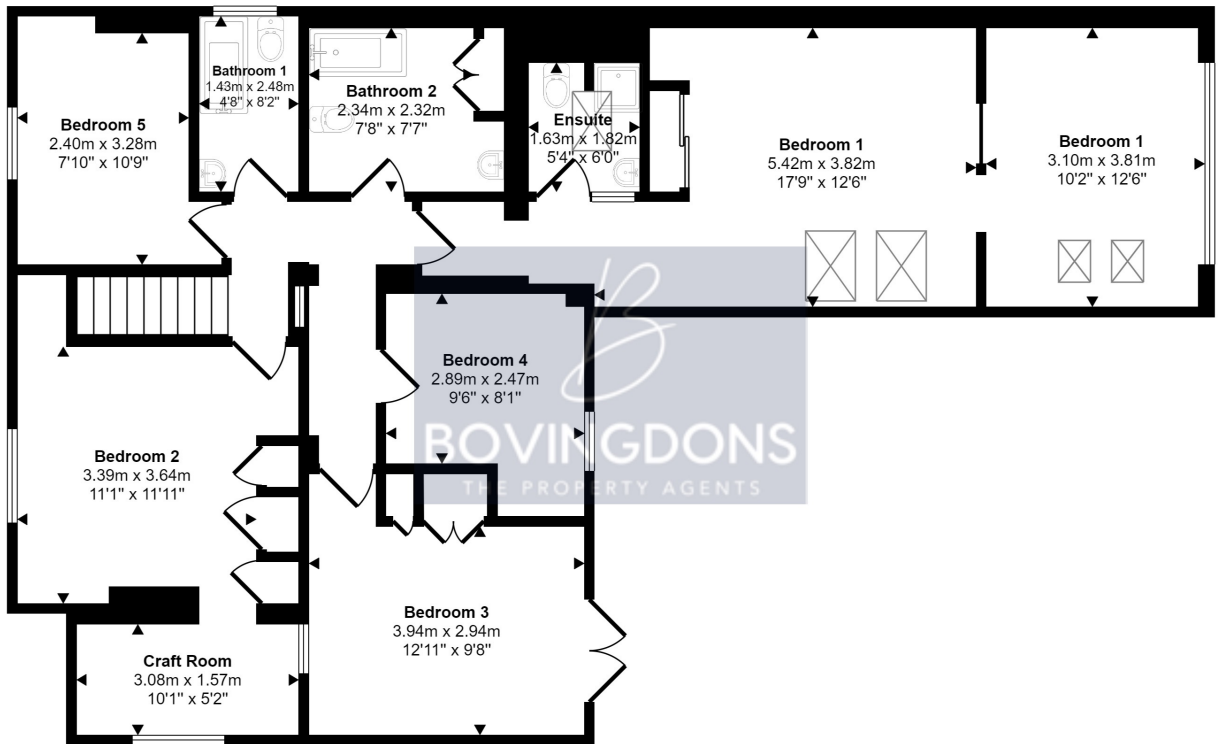 Bathroom 1
1.43m x 2.48m
4'8" x 8'2"
Bathroom 2
2.34m x 2.32m
7'8" x 7'7"
Bedroom 5
2.40m x 3.28m
7'10" x 10'9"
Ensuite
1.63m x 1.82m
5'4" x 6'0"
Bedroom 1
5.42m x 3.82m
17'9" x 12'6"
Bedroom 1
3.10m x 3.81m
10'2" x 12'6"
Bedroom 4
2.89m x 2.47m
9'6" x 8'1"
B
BOVINGDONS
THE PROPERTY AGENTS
Bedroom 2
3.39m x 3.64m
11'1" x 11'11"
Bedroom 3
3.94m x 2.94m
12'11" x 9'8"
Craft Room
3.08m x 1.57m
10'1" x 5'2"